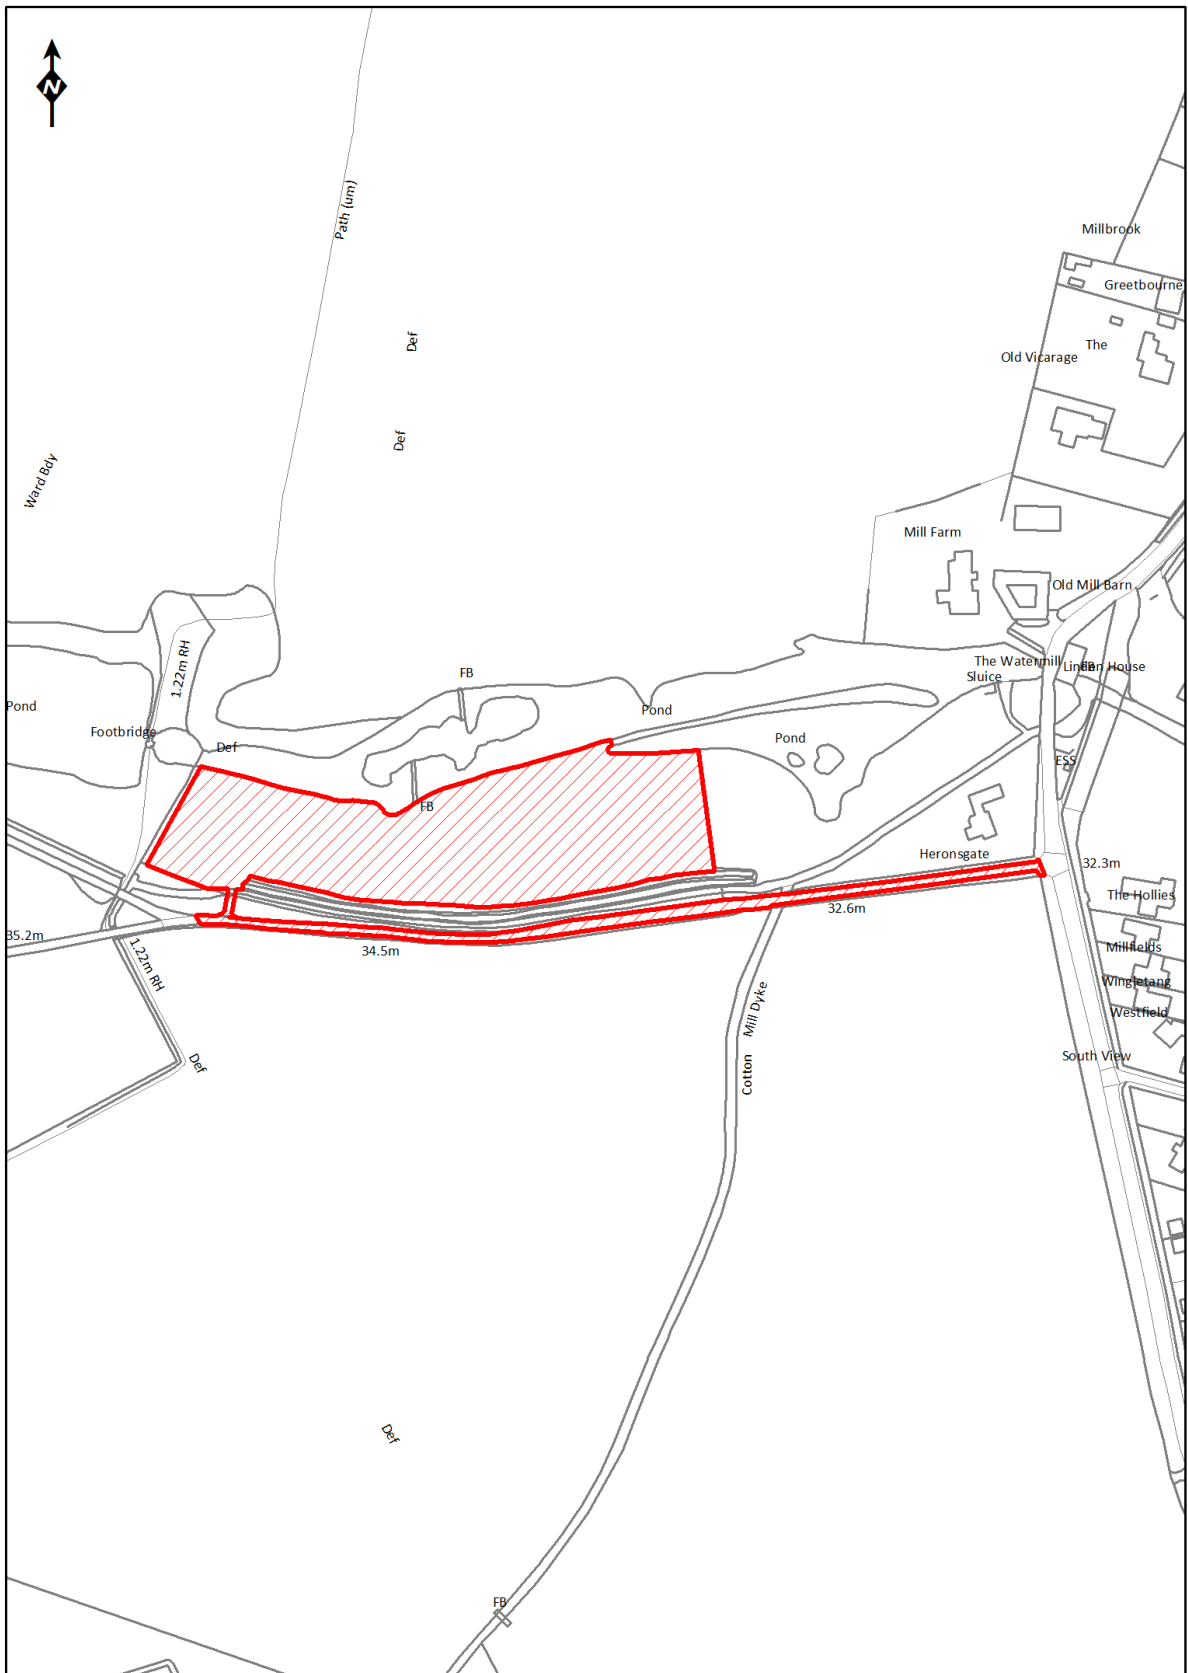 N
Path (um)
Millbrook
Greetbourne
The
Old Vicarage
Def
Def
Ward Bdy
Mill Farm
Old Mill Barn
The Watermill
Sluice
House
1.22m RH
FB
Pond
Pond
Footbridge
Def
Pond
ESS
FB
Heronsgate
32.3m
The Hollies
32.6m
35.2m
34.5m
1.22m RH
Millfields
Wingletang
Westfield
Mill Dyke
Cotton
South View
Def
Def
FB